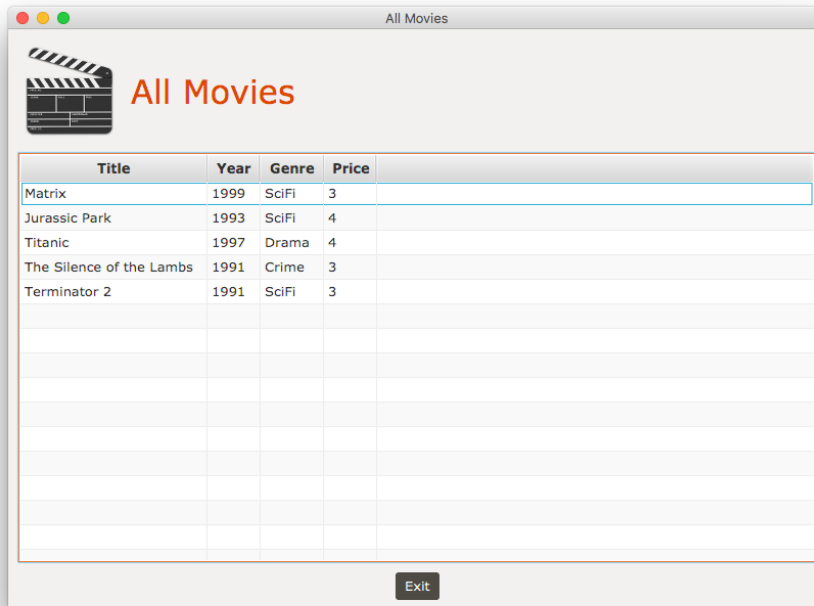 All Movies
All Movies
Title Year Genre Price
Matrix 1999 SciFi 3
Jurassic Park 1993 SciFi 4
Titanic 1997 Drama 4
The Silence of the Lambs 1991 Crime 3
Terminator 2 1991 SciFi 3
Exit